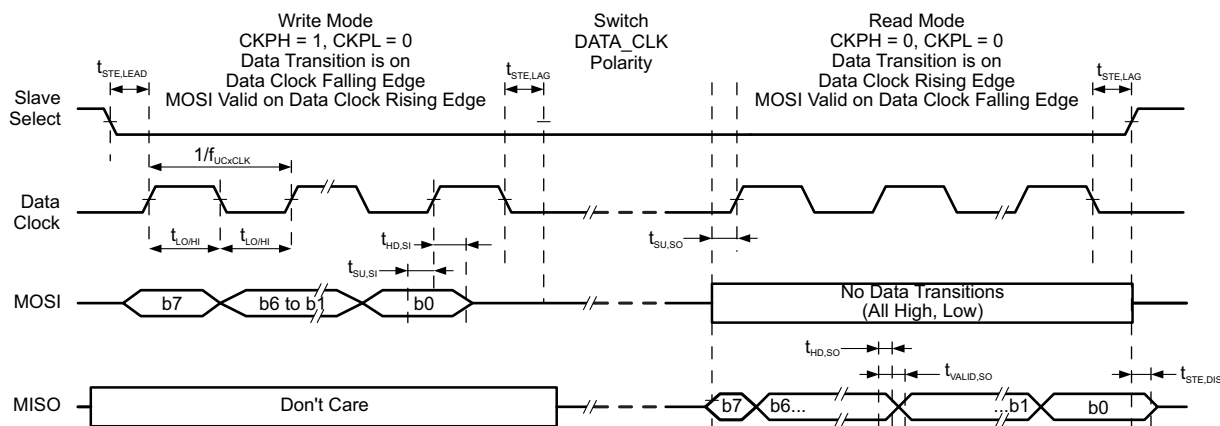 Write Mode
CKPH = 1, CKPL = 0
Data Transition is on
Data Clock Falling Edge
MOSI Valid on Data Clock Rising Edge
Switch
DATA_CLK
Polarity
Read Mode
CKPH = 0, CKPL = 0
Data Transition is on
Data Clock Rising Edge
MOSI Valid on Data Clock Falling Edge
tSTE,LEAD
tSTE,LAG
tSTE,LAG
Slave
Select
1/fUCxCLK
Data
Clock
tLO/HI
tLO/HI
tHD,SI
tSU,SO
tSU,SI
MOSI
b7
b6 to b1
b0
No Data Transitions
(All High, Low)
tHD,SO
tVALID,SO
tSTE,DIS
MISO
Don't Care
b7
b6...
...b1
b0